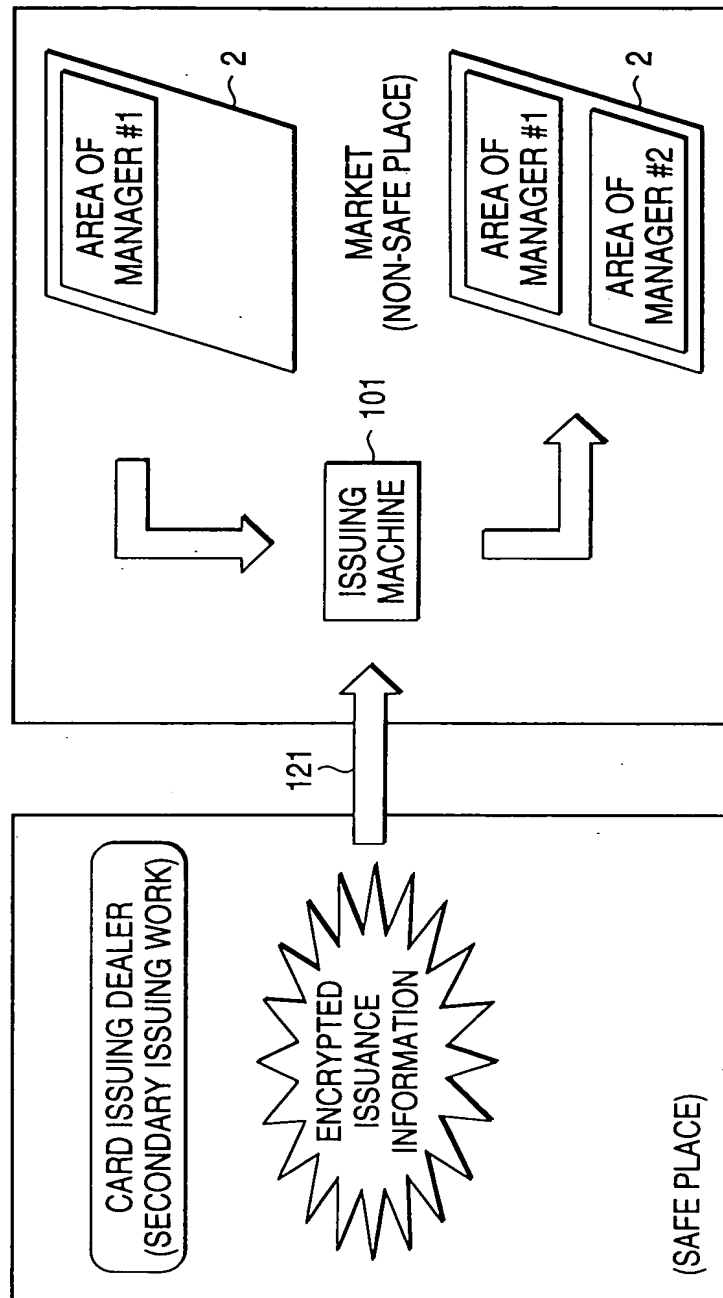 CARD ISSUING DEALER
(SECONDARY ISSUING WORK)
ENCRYPTED
ISSUANCE
INFORMATION
(SAFE PLACE)
121
AREA OF
MANAGER #1
2
ISSUING
MACHINE
101
MARKET
(NON-SAFE PLACE)
AREA OF
MANAGER #1
AREA OF
MANAGER #2
2